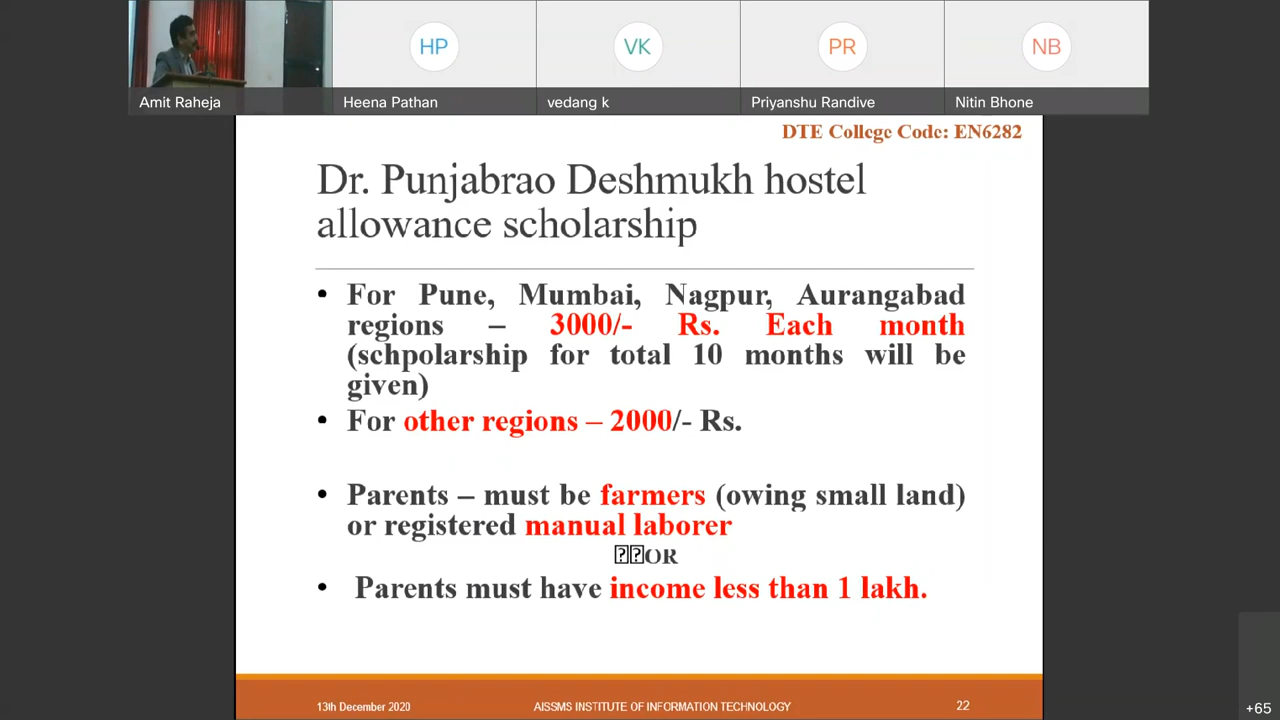 HP
VK
PR
NB
Amit Raheja
Heena Pathan
vedang k
Priyanshu Randive
Nitin Bhone
DTE College Code: EN6282
Dr. Punjabrao Deshmukh hostel
allowance scholarship
• For Pune, Mumbai, Nagpur, Aurangabad
regions – 3000/- Rs. Each month
(schpolarship for total 10 months will be
given)
• For other regions – 2000/- Rs.
• Parents – must be farmers (owing small land)
or registered manual laborer
OR
• Parents must have income less than 1 lakh.
13th December 2020
AISSMS INSTITUTE OF INFORMATION TECHNOLOGY
22
+65